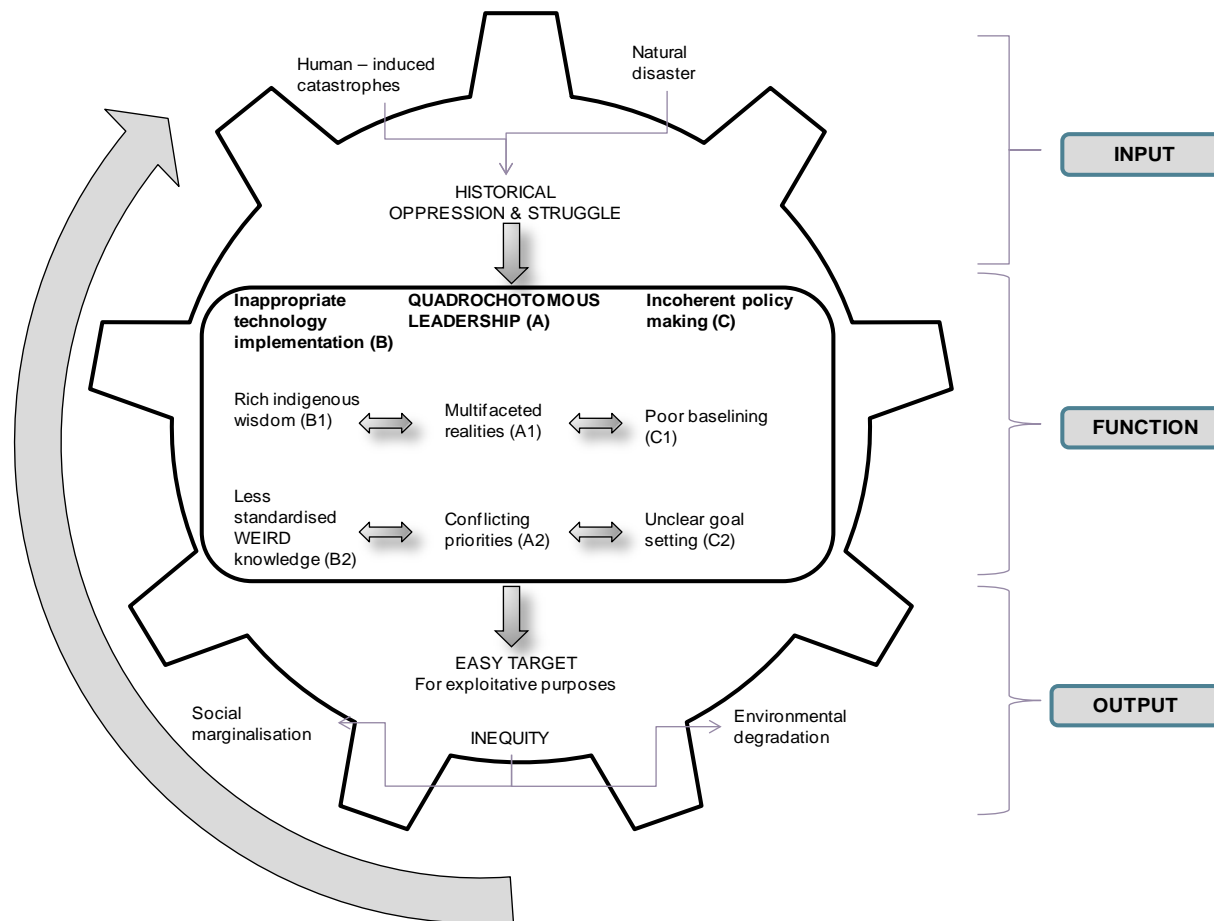 Human – induced
catastrophes
Natural
disaster
INPUT
HISTORICAL
OPPRESSION & STRUGGLE
Inappropriate
technology
implementation (B)
QUADROCHOTOMOUS
LEADERSHIP (A)
Incoherent policy
making (C)
Rich indigenous
wisdom (B1)
Multifaceted
realities (A1)
Poor baselining
(C1)
FUNCTION
Less
standardised
WEIRD
knowledge (B2)
Conflicting
priorities (A2)
Unclear goal
setting (C2)
EASY TARGET
For exploitative purposes
OUTPUT
Social
marginalisation
INEQUITY
Environmental
degradation